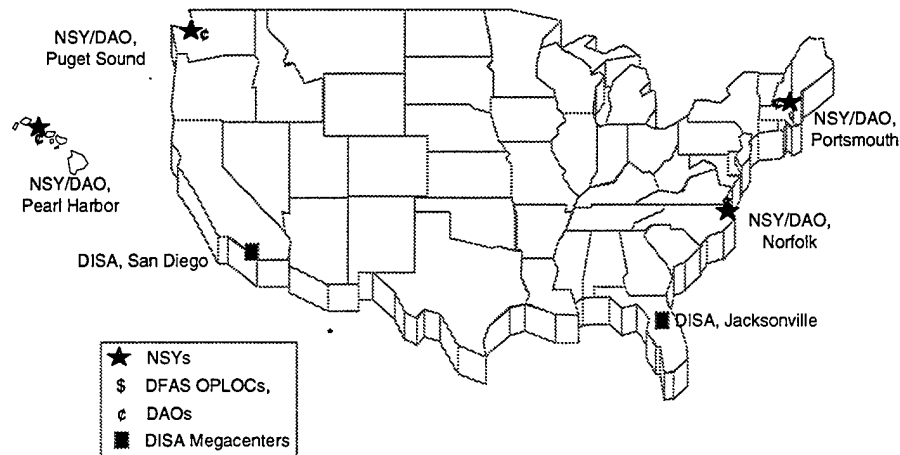 NSY/DAO,
Puget Sound
¢
NSY/DAO,
Portsmouth
¢
¢
NSY/DAO,
Pearl Harbor
NSY/DAO,
Norfolk
DISA, San Diego
DISA, Jacksonville
NSYs
$ DFAS OPLOCs,
¢ DAOs
DISA Megacenters